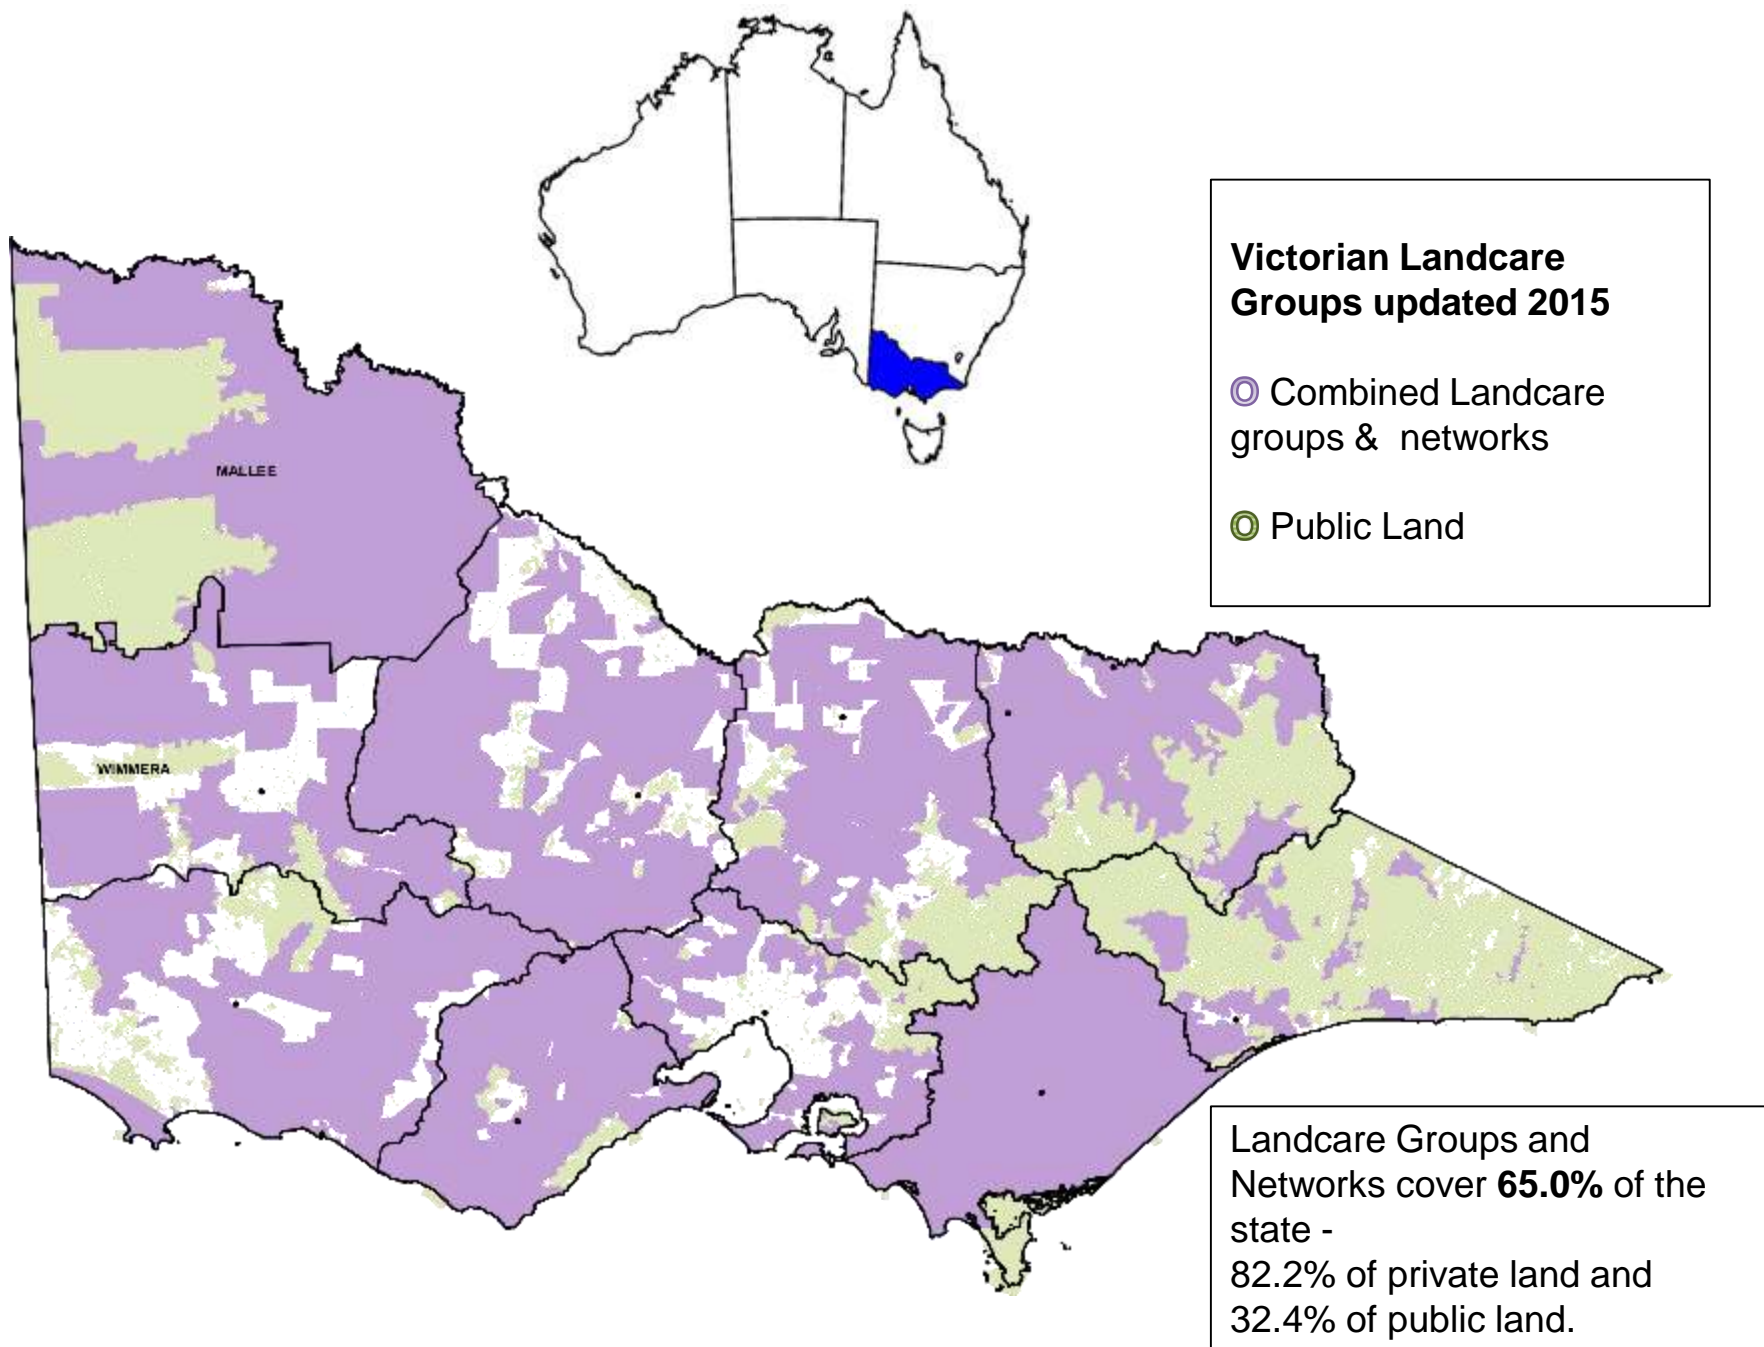 Victorian Landcare
Groups updated 2015
O Combined Landcare
groups & networks
O Public Land
MALLEE
WIMMERA
Landcare Groups and
Networks cover 65.0% of the
state -
82.2% of private land and
32.4% of public land.